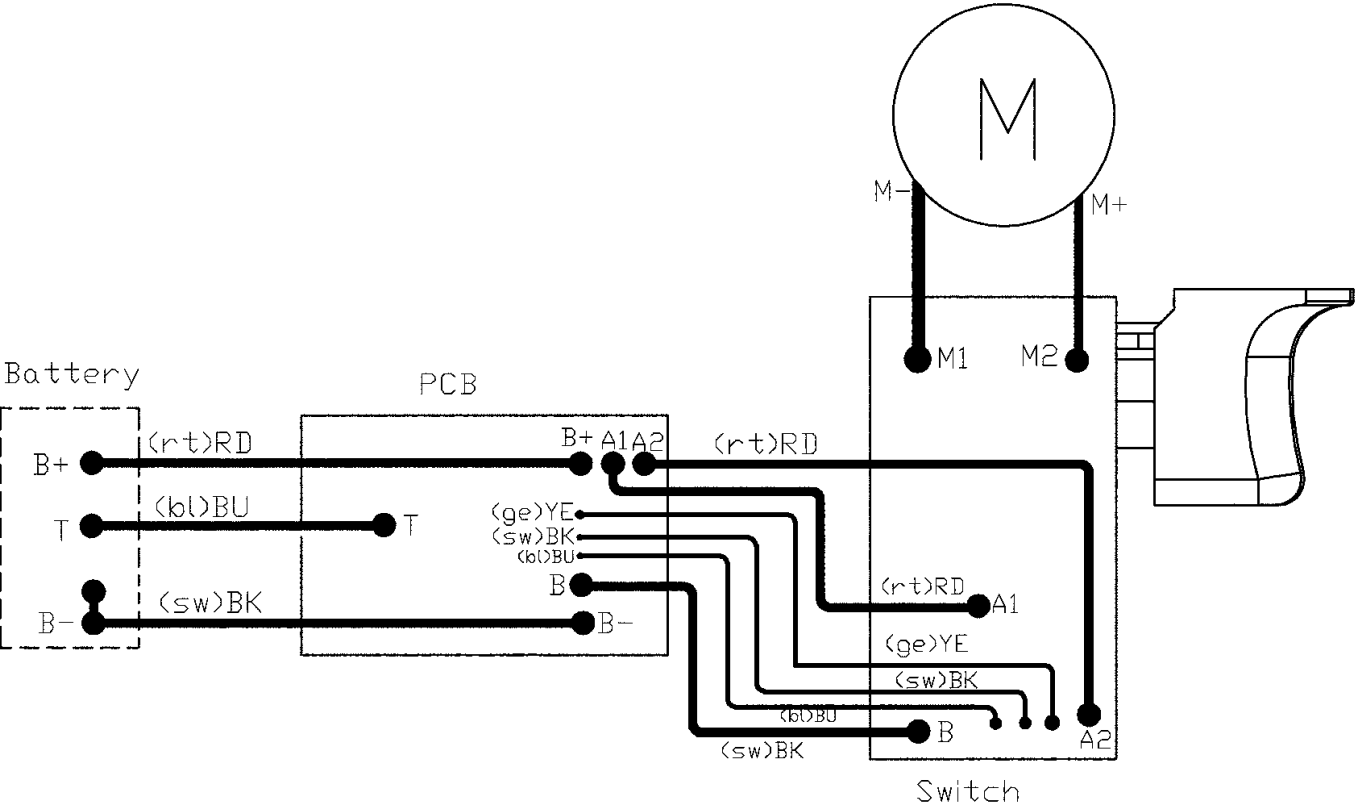 M
M-
M+
M1
M2
Battery
PCB
B+
(rt)RD
B+ A1 A2
(rt)RD
T
(bl)BU
T
(ge)YE
(sw)BK
(bl)BU
B
(rt)RD
A1
B-
(sw)BK
B-
(ge)YE
(sw)BK
(bl)BU
B
A2
(sw)BK
Switch